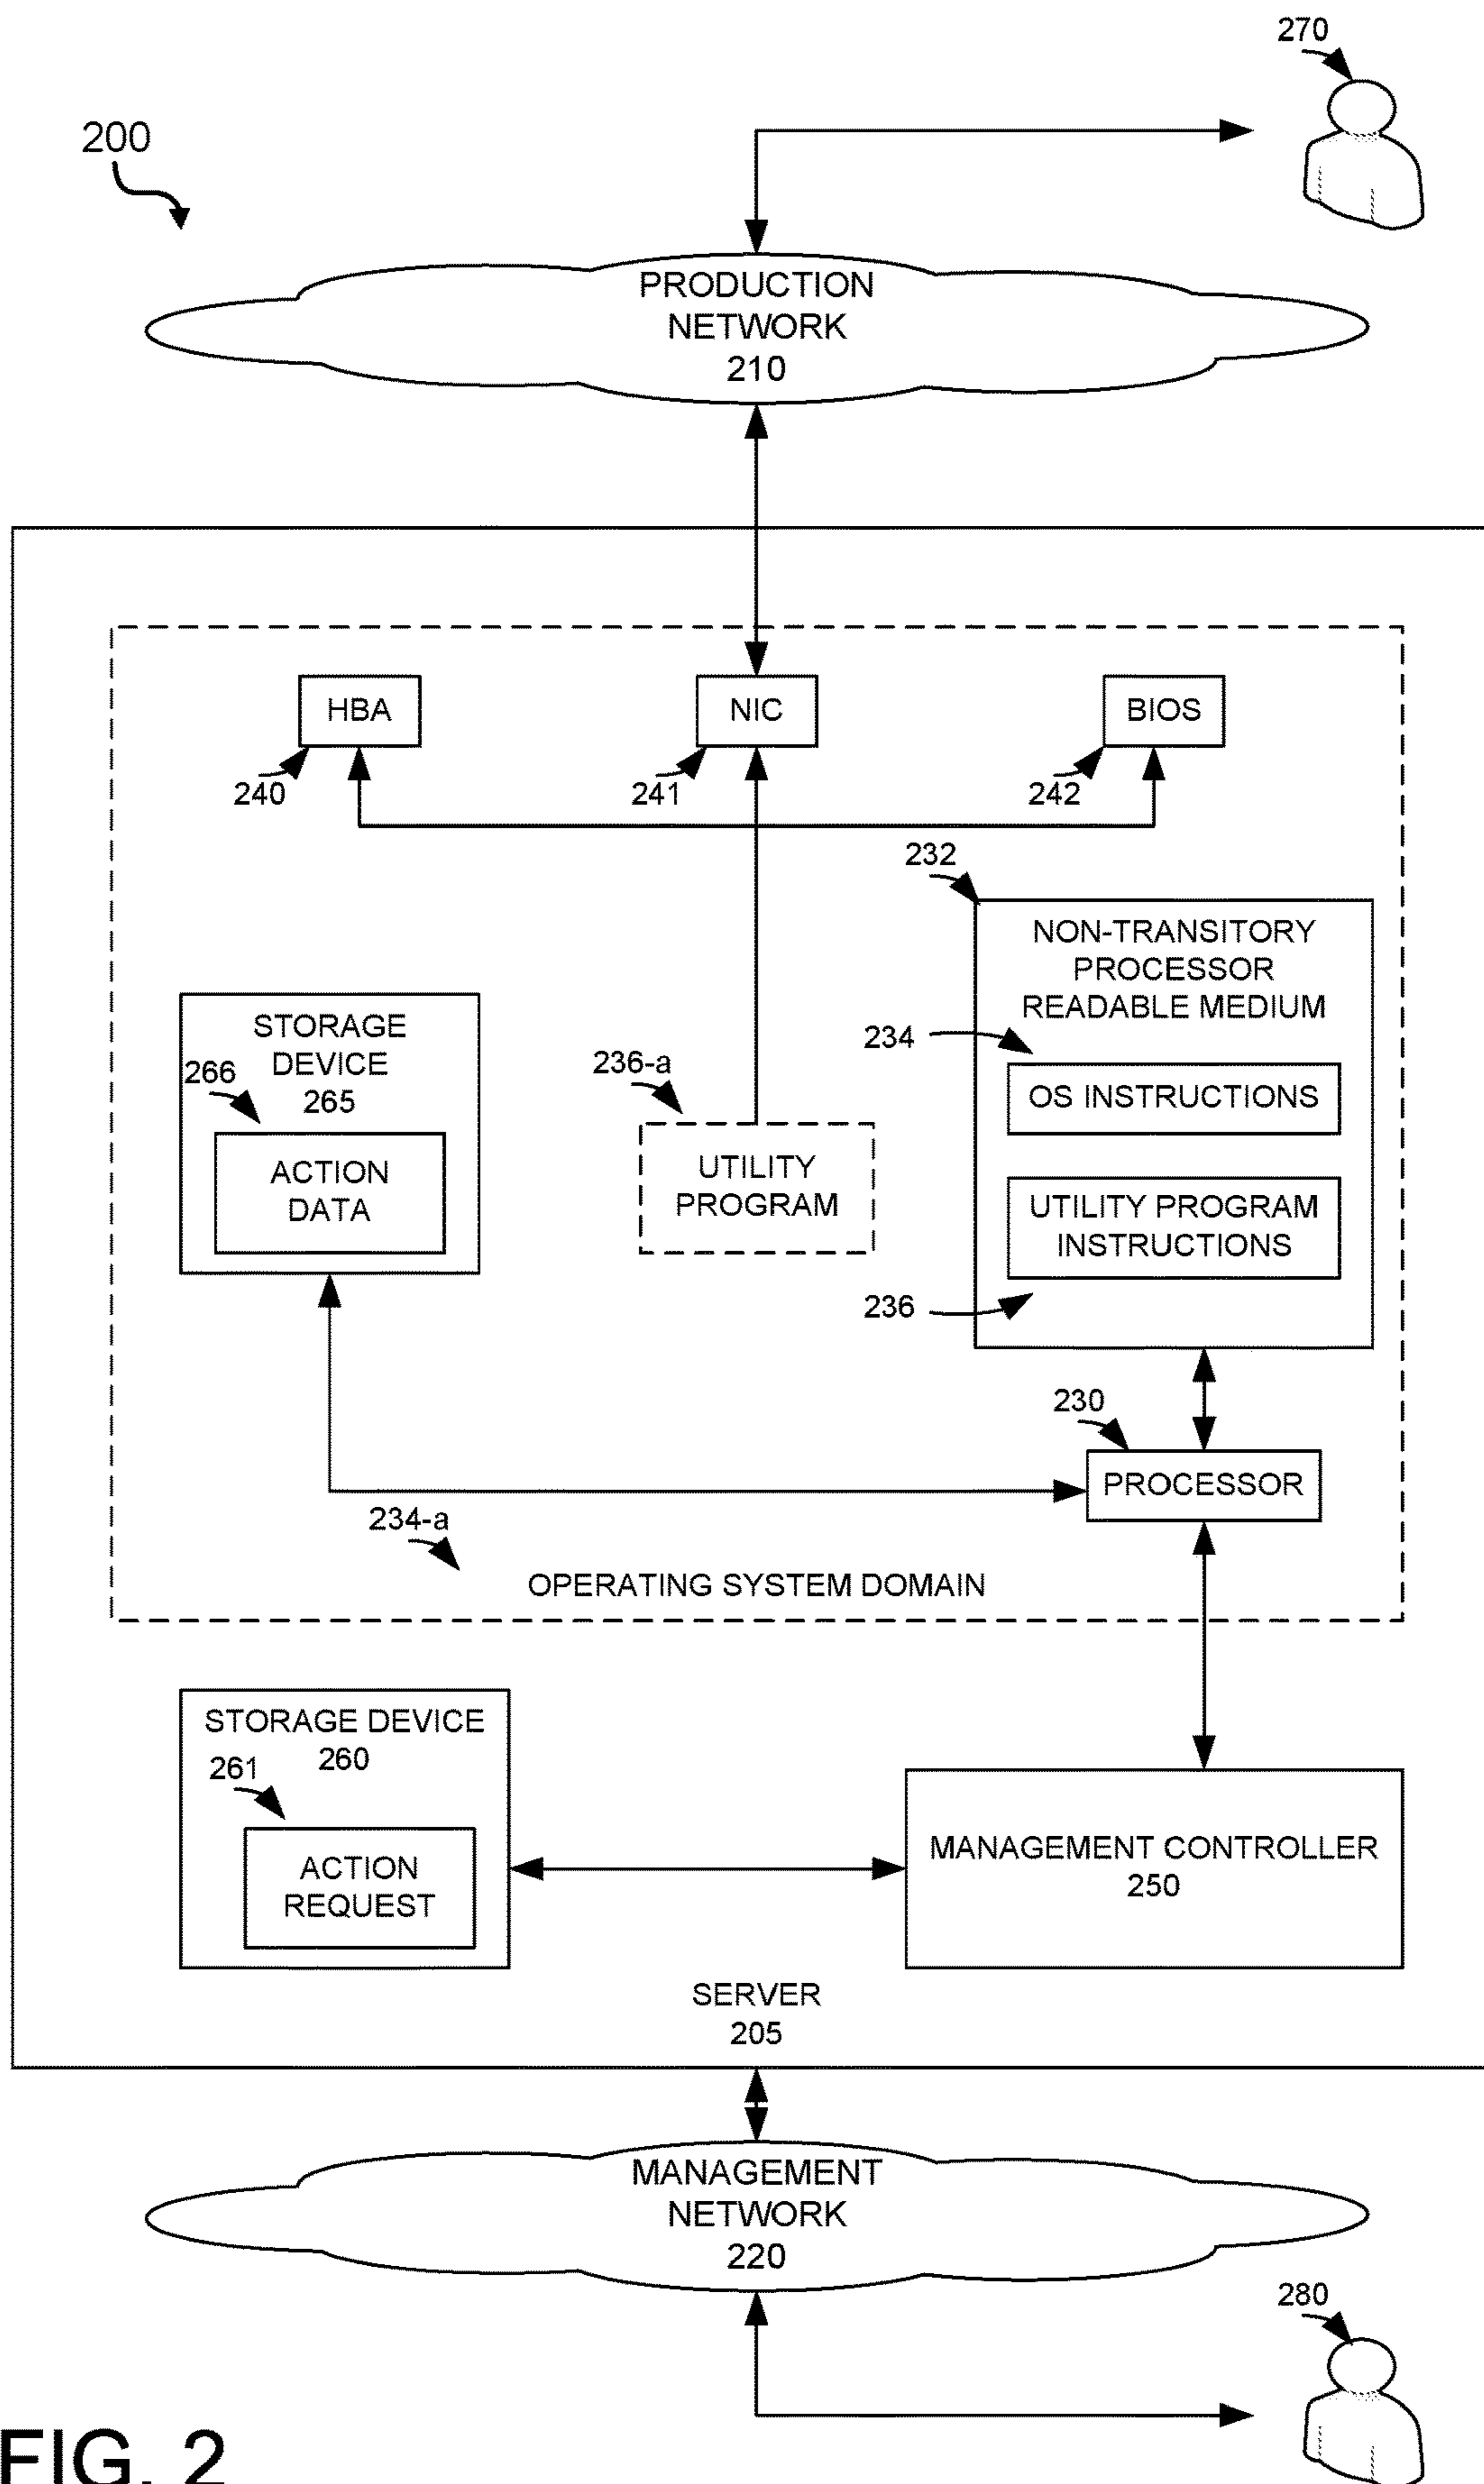 270
200
PRODUCTION
NETWORK
210
HBA
NIC
BIOS
240
241
242
232
NON-TRANSITORY
PROCESSOR
READABLE MEDIUM
STORAGE
DEVICE
265
266
ACTION
DATA
236-a
UTILITY
PROGRAM
234
OS INSTRUCTIONS
UTILITY PROGRAM
INSTRUCTIONS
236
230
PROCESSOR
234-a
OPERATING SYSTEM DOMAIN
STORAGE DEVICE
260
261
ACTION
REQUEST
MANAGEMENT CONTROLLER
250
SERVER
205
MANAGEMENT
NETWORK
220
280
FIG. 2